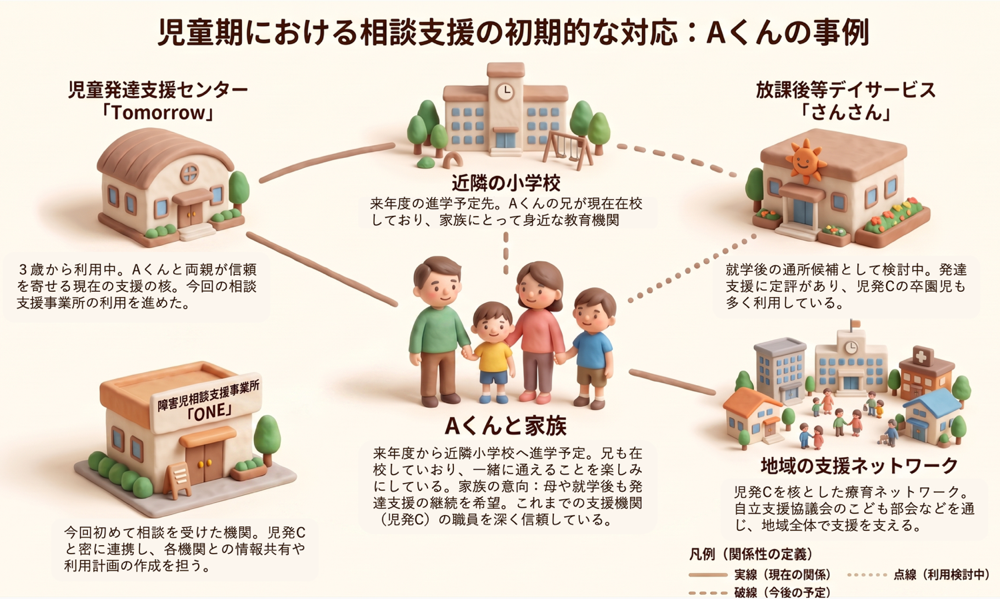 児童期における相談支援の初期的な対応：Aくんの事例
児童発達支援センター
「Tomorrow」
３歳から利用中。Aくんと両親が信頼
を寄せる現在の支援の核。今回の相談
支援事業所の利用を進めた。
近隣の小学校
来年度の進学予定先。Aくんの兄が現在在校
しており、家族にとって身近な教育機関
放課後等デイサービス
「さんさん」
就学後の通所候補として検討中。発達
支援に定評があり、児発Cの卒園児も
多く利用している。
障害児相談支援事業所
「ONE」
今回初めて相談を受けた機関。児発C
と密に連携し、各機関との情報共有や
利用計画の作成を担う。
Aくんと家族
来年度から近隣小学校へ進学予定。兄も在
校していおり、一緒に通えることを楽しみ
にしている。家族の意向：母や就学後も発
達支援の継続を希望。これまでの支援機関
（児発C）の職員を深く信頼している。
地域の支援ネットワーク
児発Cを核とした療育ネットワーク。
自立支援協議会のこども部会などを通
じ、地域全体で支援を支える。
凡例（関係性の定義）
実線（現在の関係）
点線（利用検討中）
破線（今後の予定）